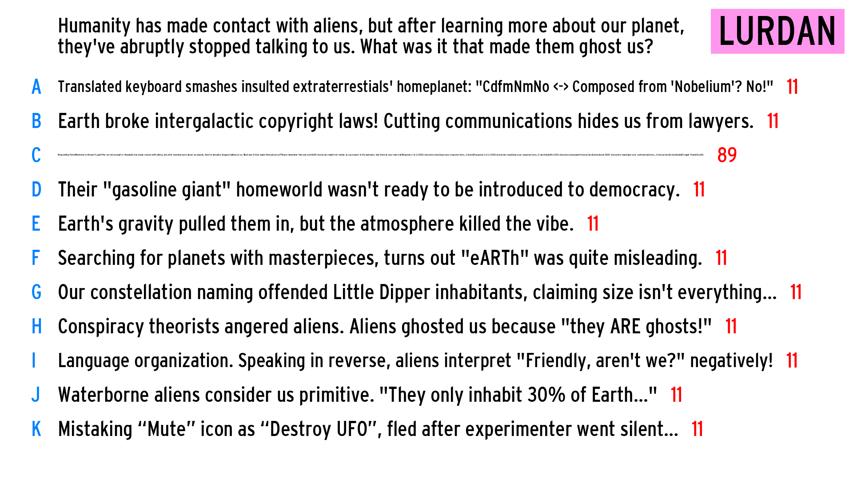 Humanity has made contact with aliens, but after learning more about our planet,
they've abruptly stopped talking to us. What was it that made them ghost us?
LURDAN
A Translated keyboard smashes insulted extraterrestials' homeplanet: "CdfmNmNo <-> Composed from 'Nobelium'? No!" 11
B Earth broke intergalactic copyright laws! Cutting communications hides us from lawyers. 11
C 89
D Their "gasoline giant" homeworld wasn't ready to be introduced to democracy. 11
E Earth's gravity pulled them in, but the atmosphere killed the vibe. 11
F Searching for planets with masterpieces, turns out "eARTh" was quite misleading. 11
G Our constellation naming offended Little Dipper inhabitants, claiming size isn't everything... 11
H Conspiracy theorists angered aliens. Aliens ghosted us because "they ARE ghosts!" 11
I Language organization. Speaking in reverse, aliens interpret "Friendly, aren't we?" negatively! 11
J Waterborne aliens consider us primitive. "They only inhabit 30% of Earth..." 11
K Mistaking “Mute” icon as “Destroy UFO”, fled after experimenter went silent... 11